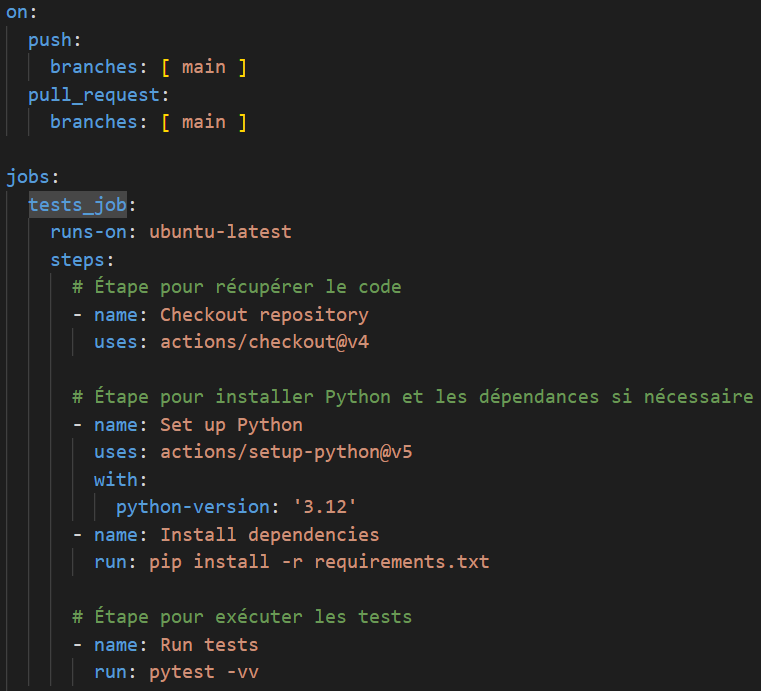 on:
push:
branches: [ main ]
pull_request:
branches: [ main ]
jobs:
tests_job:
runs-on: ubuntu-latest
steps:
# Étape pour récupérer le code
- name: Checkout repository
uses: actions/checkout@v4
# Étape pour installer Python et les dépendances si nécessaire
- name: Set up Python
uses: actions/setup-python@v5
with:
python-version: '3.12'
- name: Install dependencies
run: pip install -r requirements.txt
# Étape pour exécuter les tests
- name: Run tests
run: pytest -vv